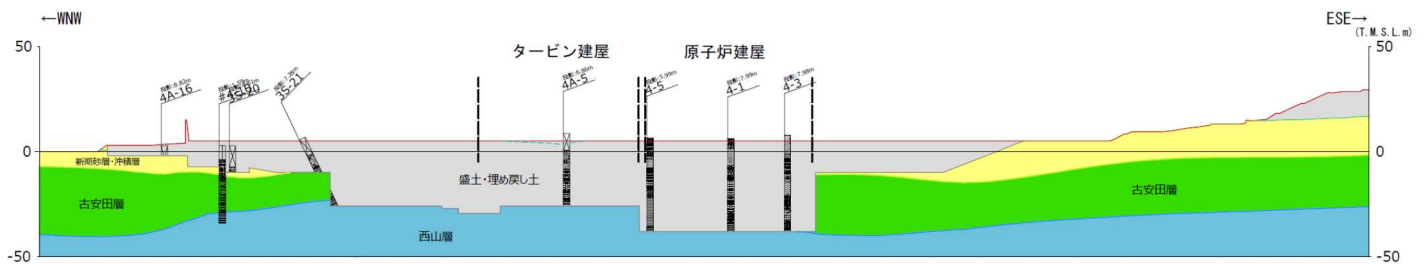 ←WNW
ESE→
(T.M.S.L.m)
50
50
タービン建屋
原子炉建屋
4A-16
3S-20
3S-21
4A-5
4-5
4-1
4-3
0
0
新期砂層・沖積層
盛土・埋め戻し土
古安田層
古安田層
西山層
-50
-50